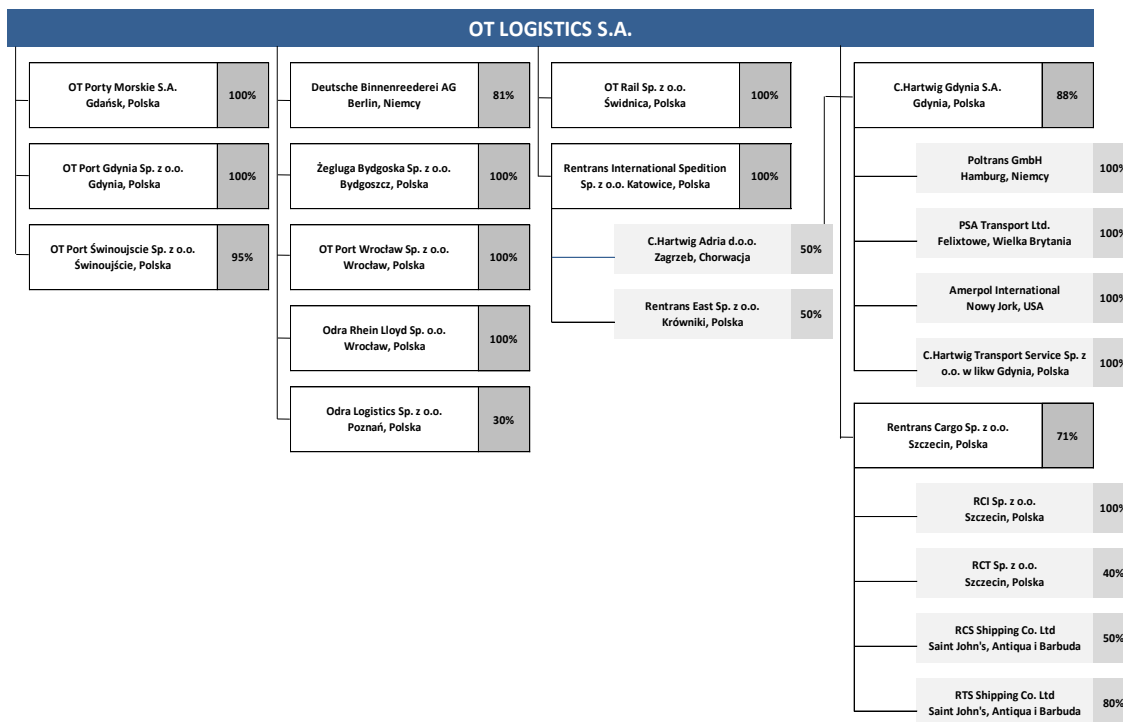 OT LOGISTICS S.A.
OT Porty Morskie S.A.
Gdańsk, Polska
100%
OT Port Gdynia Sp. z o.o.
Gdynia, Polska
100%
OT Port Świnoujscie Sp. z o.o.
Świnoujście, Polska
95%
Deutsche Binnenreederei AG
Berlin, Niemcy
81%
Żegluga Bydgoska Sp. z o.o.
Bydgoszcz, Polska
100%
OT Port Wrocław Sp. z o.o.
Wrocław, Polska
100%
Odra Rhein Lloyd Sp. o.o.
Wrocław, Polska
100%
Odra Logistics Sp. z o.o.
Poznań, Polska
30%
OT Rail Sp. z o.o.
Świdnica, Polska
100%
Rentrans International Spedition
Sp. z o.o. Katowice, Polska
100%
C.Hartwig Adria d.o.o.
Zagrzeb, Chorwacja
50%
Rentrans East Sp. z o.o.
Krówniki, Polska
50%
C.Hartwig Gdynia S.A.
Gdynia, Polska
88%
Poltrans GmbH
Hamburg, Niemcy
100%
PSA Transport Ltd.
Felixtowe, Wielka Brytania
100%
Amerpol International
Nowy Jork, USA
100%
C.Hartwig Transport Service Sp. z
o.o. w likw Gdynia, Polska
100%
Rentrans Cargo Sp. z o.o.
Szczecin, Polska
71%
RCI Sp. z o.o.
Szczecin, Polska
100%
RCT Sp. z o.o.
Szczecin, Polska
40%
RCS Shipping Co. Ltd
Saint John's, Antiqua i Barbuda
50%
RTS Shipping Co. Ltd
Saint John's, Antiqua i Barbuda
80%